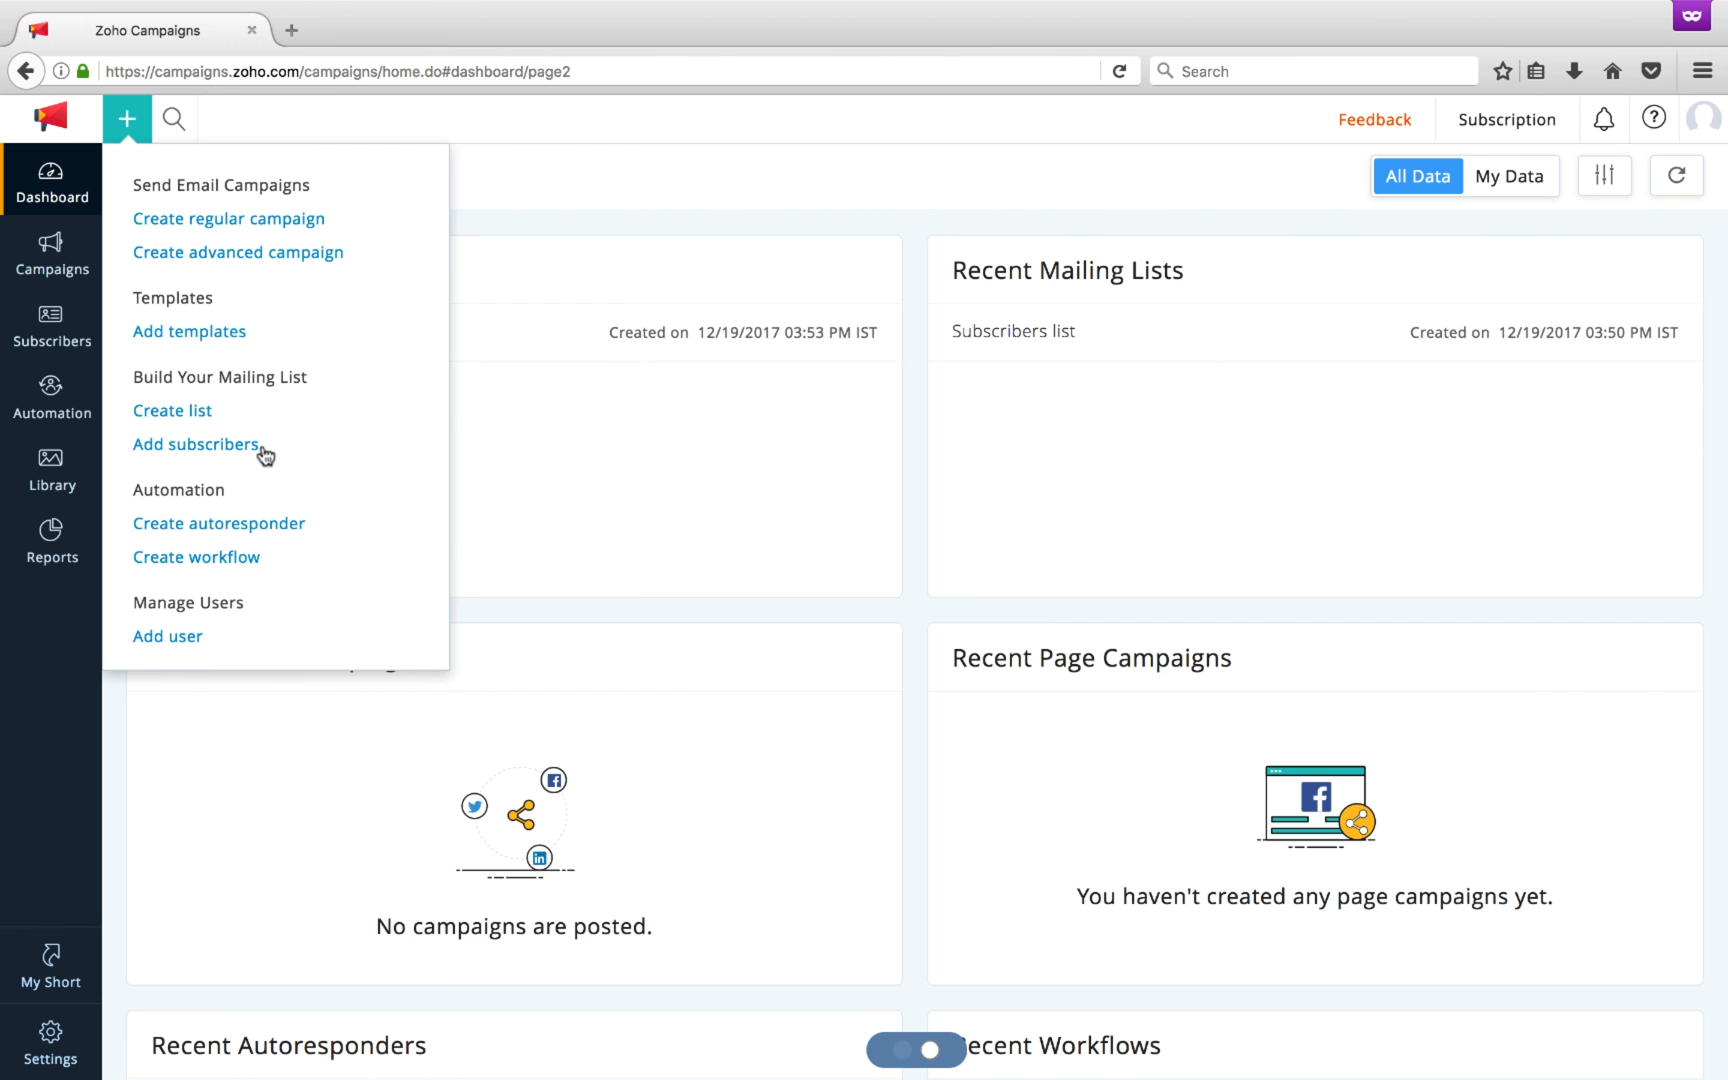 Zoho Campaigns
https://campaigns.zoho.com/campaigns/home.do#dashboard/page2
Search
Feedback
Subscription
Dashboard
Campaigns
Subscribers
Automation
Library
Reports
My Short
Settings
Send Email Campaigns
Create regular campaign
Create advanced campaign
Templates
Add templates
Build Your Mailing List
Create list
Add subscribers
Automation
Create autoresponder
Create workflow
Manage Users
Add user
All Data
My Data
Created on 12/19/2017 03:53 PM IST
Recent Mailing Lists
Subscribers list
Created on 12/19/2017 03:50 PM IST
No campaigns are posted.
Recent Page Campaigns
You haven't created any page campaigns yet.
Recent Autoresponders
ecent Workflows